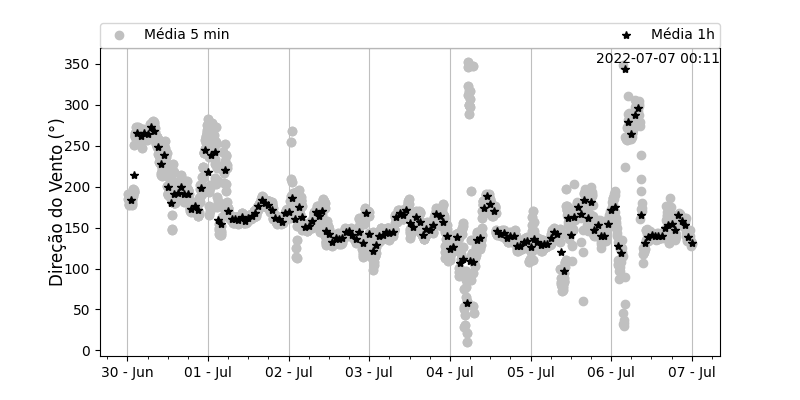 Média 5 min
Média 1h
2022-07-07 00:11
Direção do Vento (°)
350
300
250
200
150
100
50
0
30 - Jun
01 - Jul
02 - Jul
03 - Jul
04 - Jul
05 - Jul
06 - Jul
07 - Jul